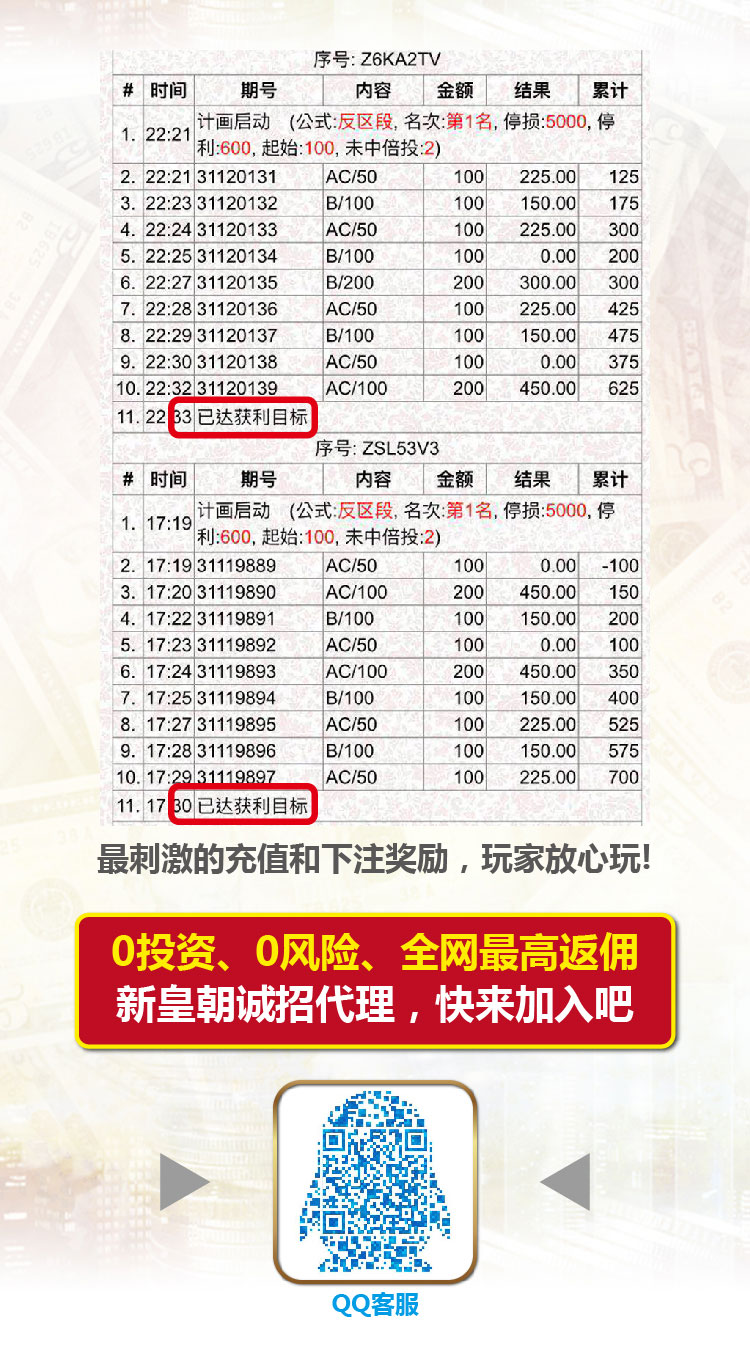 序号: Z6KA2TV
# 时间 期号 内容 金额 结果 累计
1. 22:21 计画启动 (公式:反区段, 名次:第1名, 停损:5000, 停
利:600, 起始:100, 未中倍投:2)
2. 22:21 31120131 AC/50 100 225.00 125
3. 22:23 31120132 B/100 100 150.00 175
4. 22:24 31120133 AC/50 100 225.00 300
5. 22:25 31120134 B/100 100 0.00 200
6. 22:27 31120135 B/200 200 300.00 300
7. 22:28 31120136 AC/50 100 225.00 425
8. 22:29 31120137 B/100 100 150.00 475
9. 22:30 31120138 AC/50 100 0.00 375
10. 22:32 31120139 AC/100 200 450.00 625
11. 22:33 已达获利目标
序号: ZSL53V3
# 时间 期号 内容 金额 结果 累计
1. 17:19 计画启动 (公式:反区段, 名次:第1名, 停损:5000, 停
利:600, 起始:100, 未中倍投:2)
2. 17:19 31119889 AC/50 100 0.00 -100
3. 17:20 31119890 AC/100 200 450.00 150
4. 17:22 31119891 B/100 100 150.00 200
5. 17:23 31119892 AC/50 100 0.00 100
6. 17:24 31119893 AC/100 200 450.00 350
7. 17:25 31119894 B/100 100 150.00 400
8. 17:27 31119895 AC/50 100 225.00 525
9. 17:28 31119896 B/100 100 150.00 575
10. 17:29 31119897 AC/50 100 225.00 700
11. 17:30 已达获利目标
最刺激的充值和下注奖励，玩家放心玩!
0投资、0风险、全网最高返佣
新皇朝诚招代理，快来加入吧
QQ客服